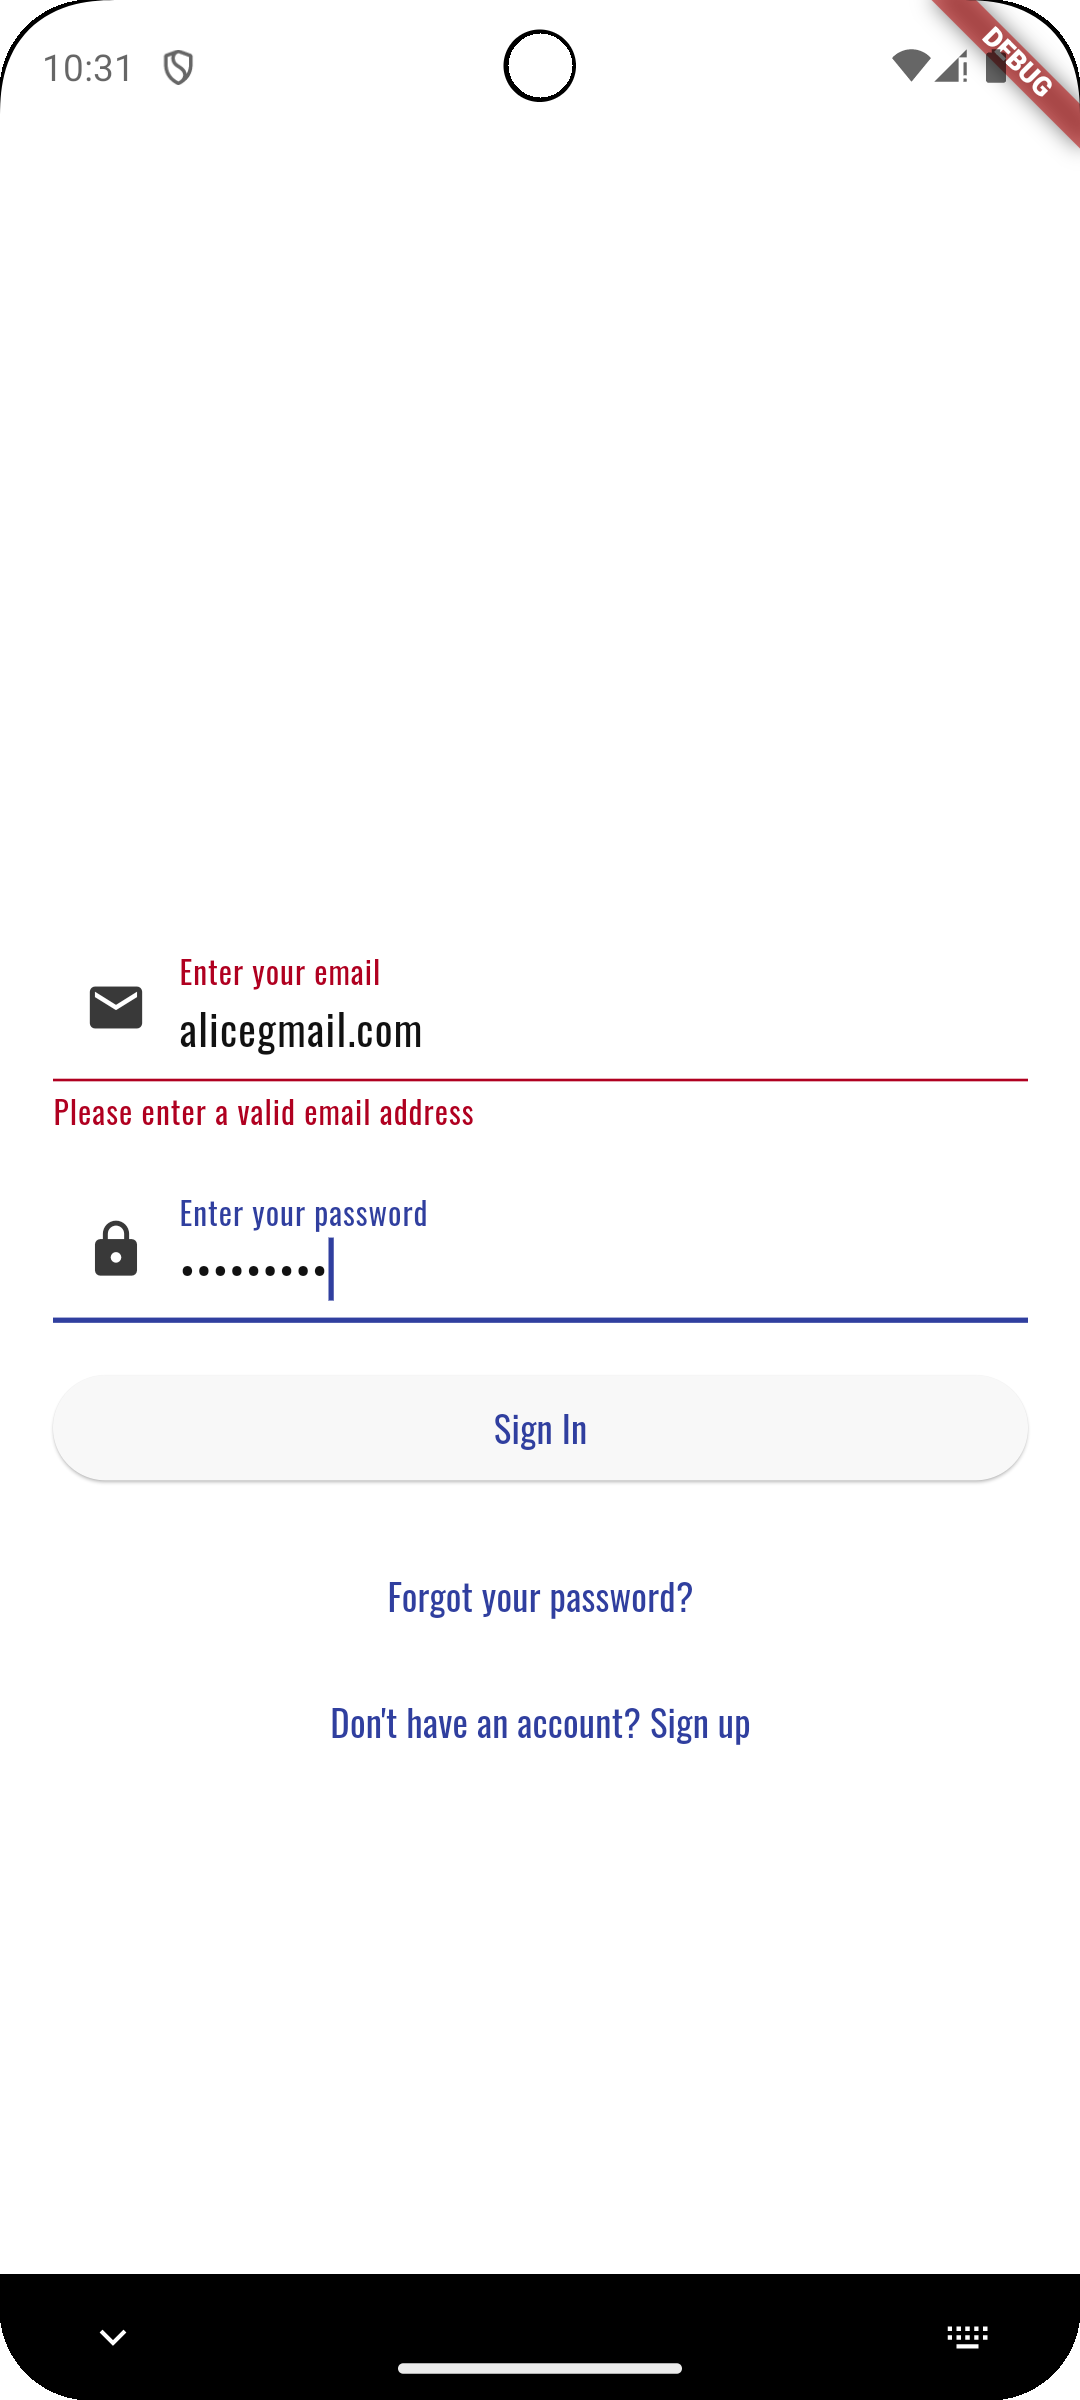 10:31
DEBUG
Enter your email
alicegmail.com
Please enter a valid email address
Enter your password
•••••••••
Sign In
Forgot your password?
Don't have an account? Sign up